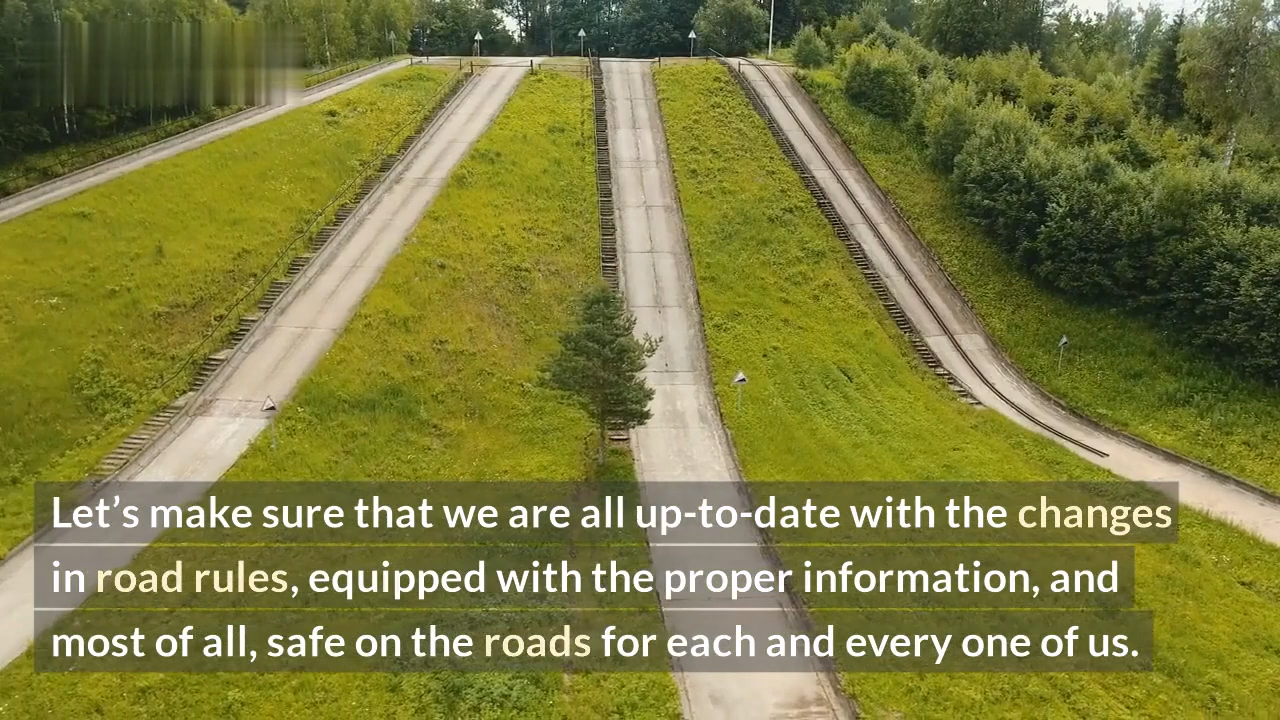 Let’s make sure that we are all up-to-date with the changes
in road rules, equipped with the proper information, and
most of all, safe on the roads for each and every one of us.